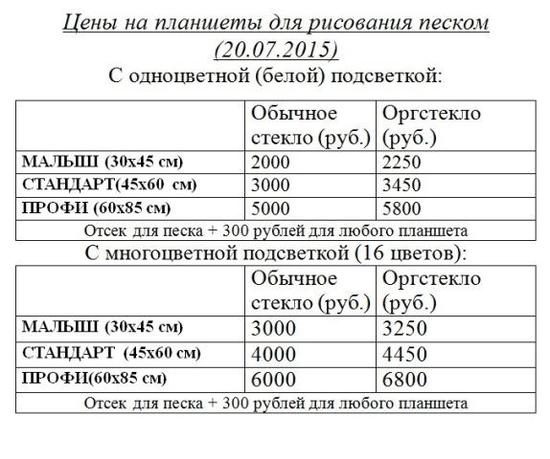 Цены на планшеты для рисования песком
(20.07.2015)
С одноцветной (белой) подсветкой:
Обычное стекло (руб.) Оргстекло (руб.)
МАЛЫШ (30х45 см) 2000 2250
СТАНДАРТ(45х60 см) 3000 3450
ПРОФИ (60х85 см) 5000 5800
Отсек для песка + 300 рублей для любого планшета
С многоцветной подсветкой (16 цветов):
Обычное стекло (руб.) Оргстекло (руб.)
МАЛЫШ (30х45 см) 3000 3250
СТАНДАРТ (45х60 см) 4000 4450
ПРОФИ(60х85 см) 6000 6800
Отсек для песка + 300 рублей для любого планшета